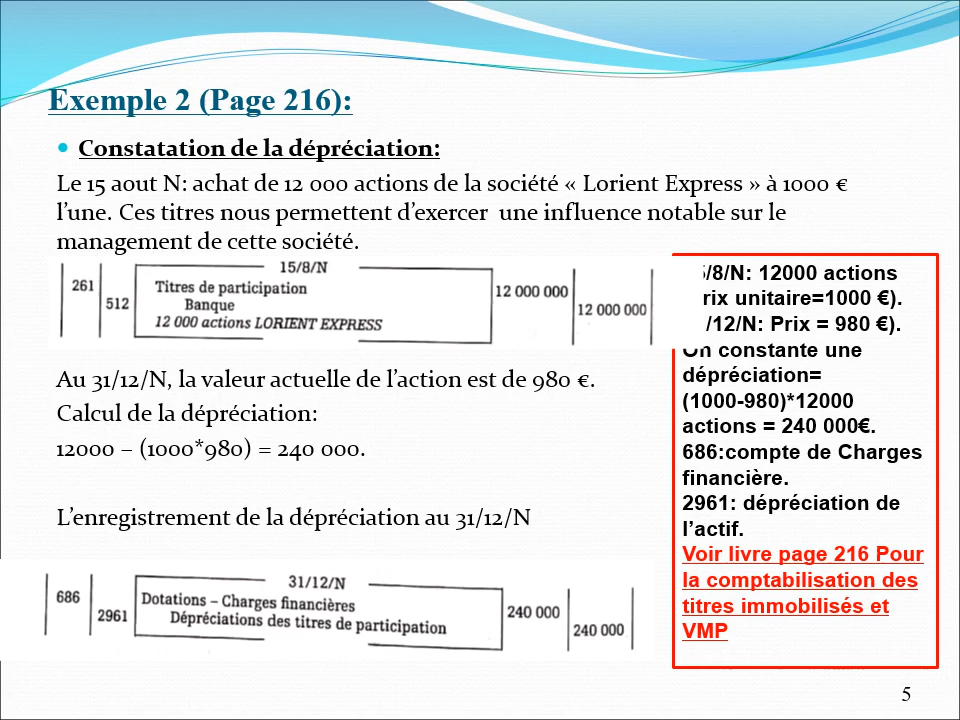 Exemple 2 (Page 216):
Constatation de la dépréciation:
Le 15 aout N: achat de 12 000 actions de la société « Lorient Express » à 1000 €
l’une. Ces titres nous permettent d’exercer une influence notable sur le
management de cette société.
15/8/N
261
512
Titres de participation
Banque
12 000 actions LORIENT EXPRESS
12 000 000
12 000 000
Au 31/12/N, la valeur actuelle de l’action est de 980 €.
Calcul de la dépréciation:
12000 – (1000*980) = 240 000.
L’enregistrement de la dépréciation au 31/12/N
31/12/N
686
2961
Dotations – Charges financières
Dépréciations des titres de participation
240 000
240 000
/8/N: 12000 actions
rix unitaire=1000 €).
/12/N: Prix = 980 €).
On constante une
dépréciation=
(1000-980)*12000
actions = 240 000€.
686:compte de Charges
financière.
2961: dépréciation de
l’actif.
Voir livre page 216 Pour
la comptabilisation des
titres immobilisés et
VMP
5